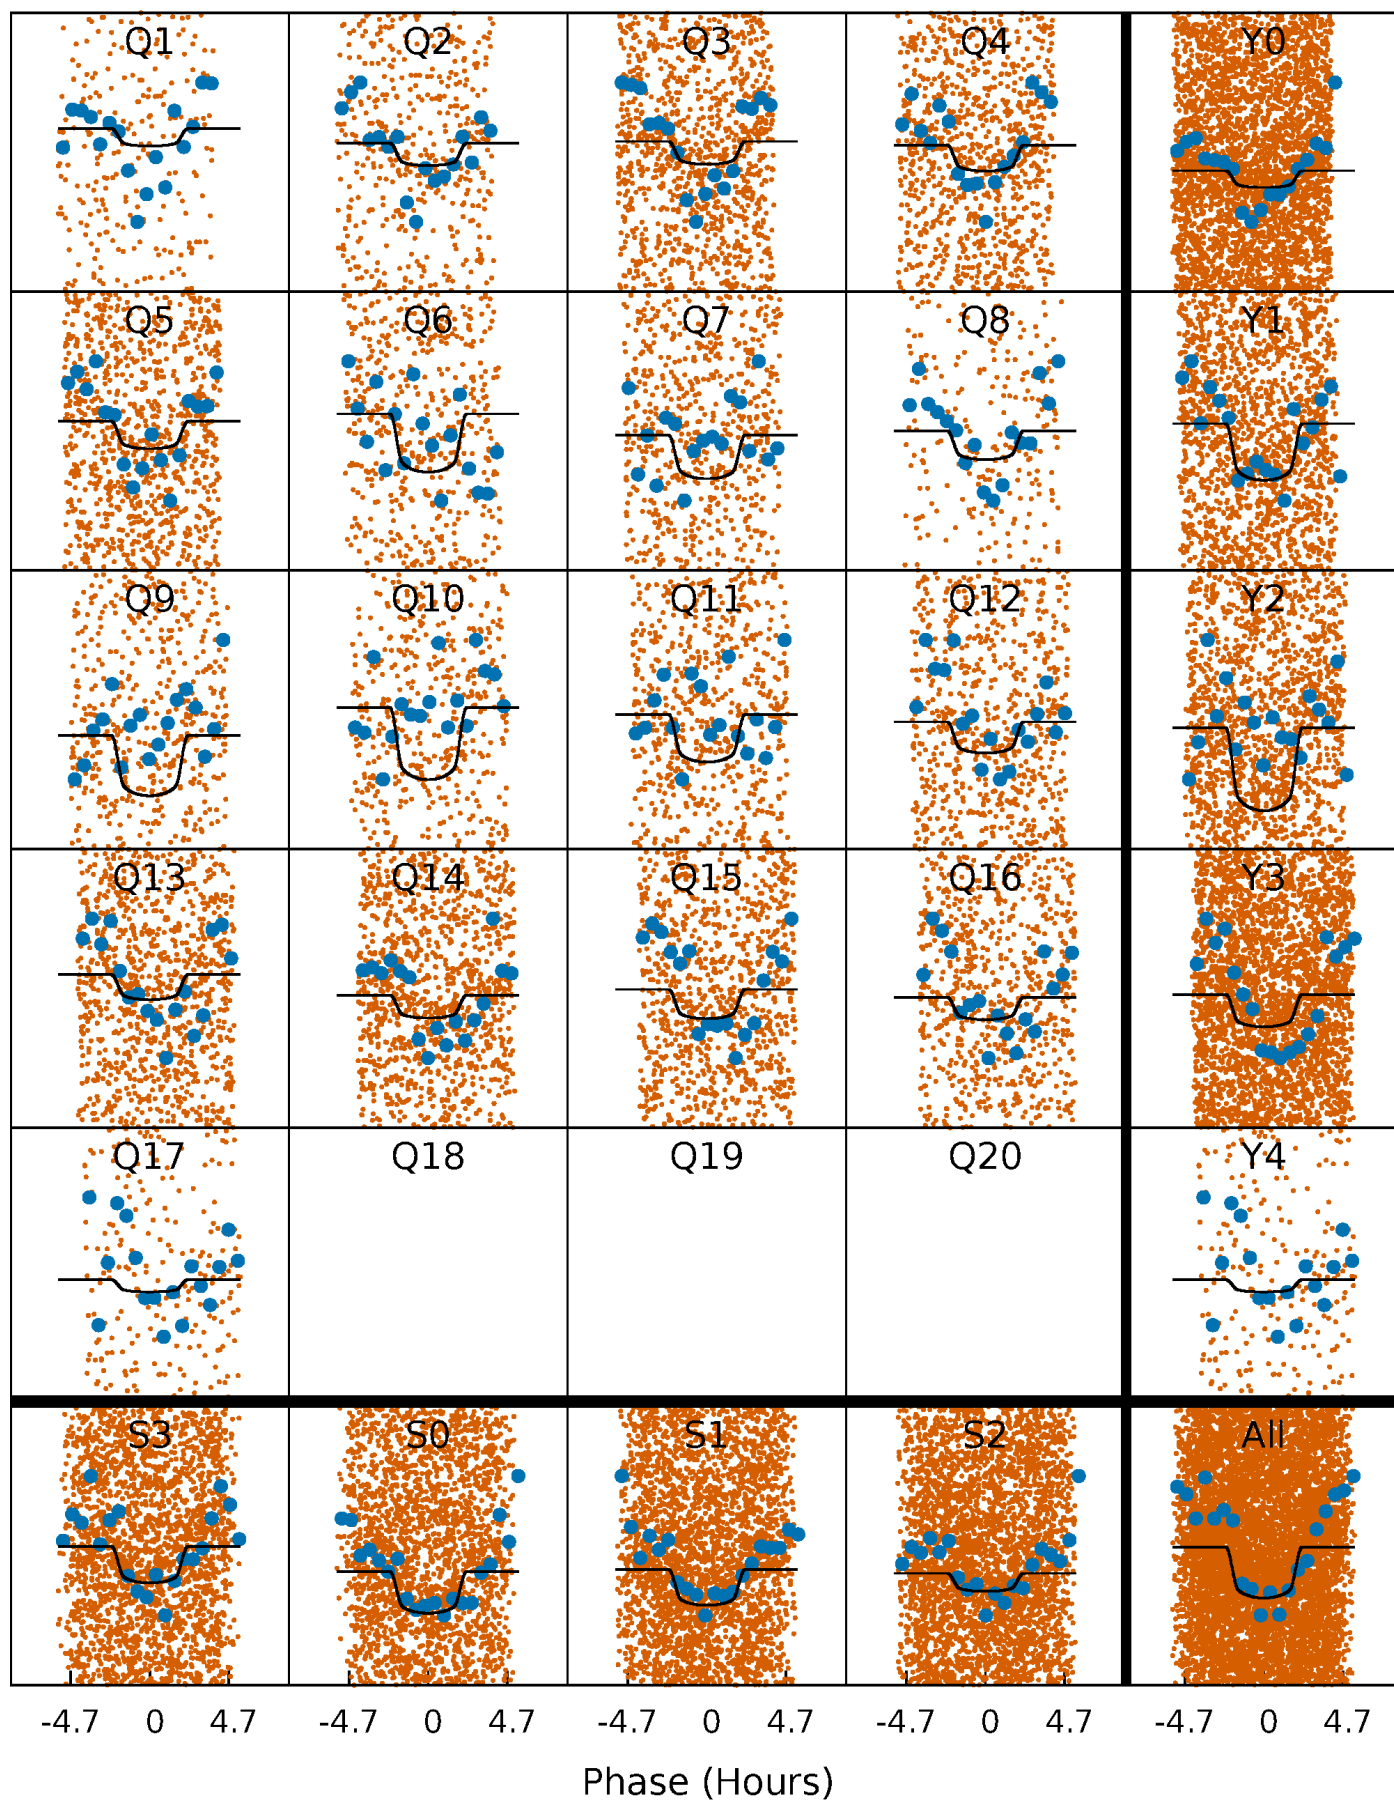 Q1 Q2 Q3 Q4 Y0
Q5 Q6 Q7 Q8 Y1
Q9 Q10 Q11 Q12 Y2
Q13 Q14 Q15 Q16 Y3
Q17 Q18 Q19 Q20 Y4
S3 S0 S1 S2 All
-4.7 0 4.7 -4.7 0 4.7 -4.7 0 4.7 -4.7 0 4.7 -4.7 0 4.7
Phase (Hours)